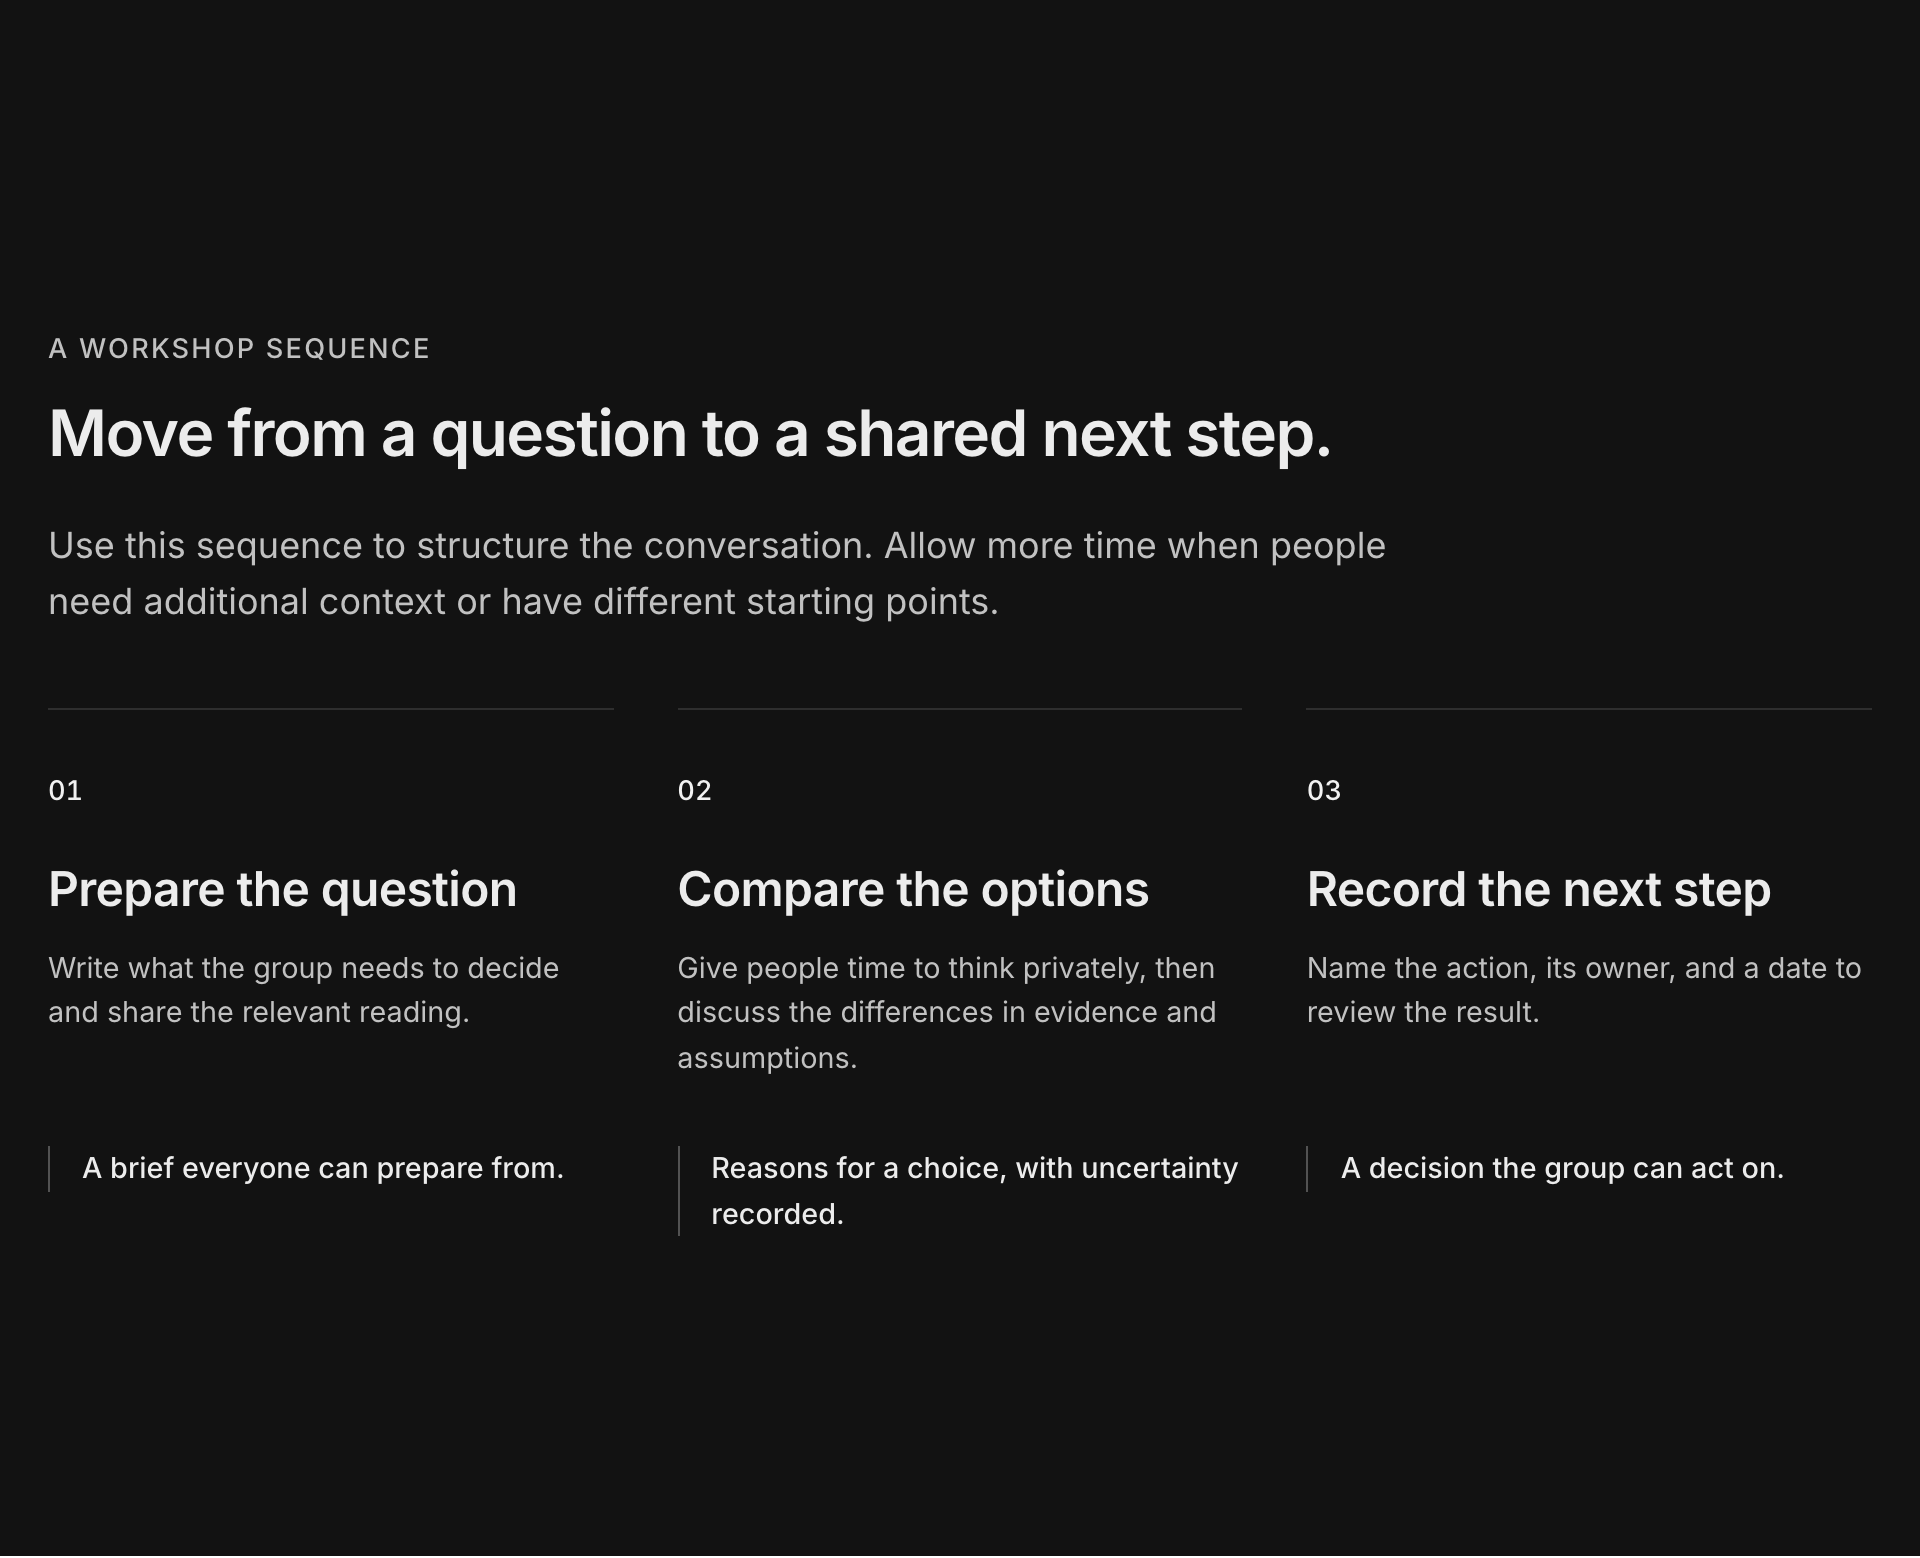 A WORKSHOP SEQUENCE
Move from a question to a shared next step.
Use this sequence to structure the conversation. Allow more time when people
need additional context or have different starting points.
01
Prepare the question
Write what the group needs to decide
and share the relevant reading.
A brief everyone can prepare from.
02
Compare the options
Give people time to think privately, then
discuss the differences in evidence and
assumptions.
Reasons for a choice, with uncertainty
recorded.
03
Record the next step
Name the action, its owner, and a date to
review the result.
A decision the group can act on.